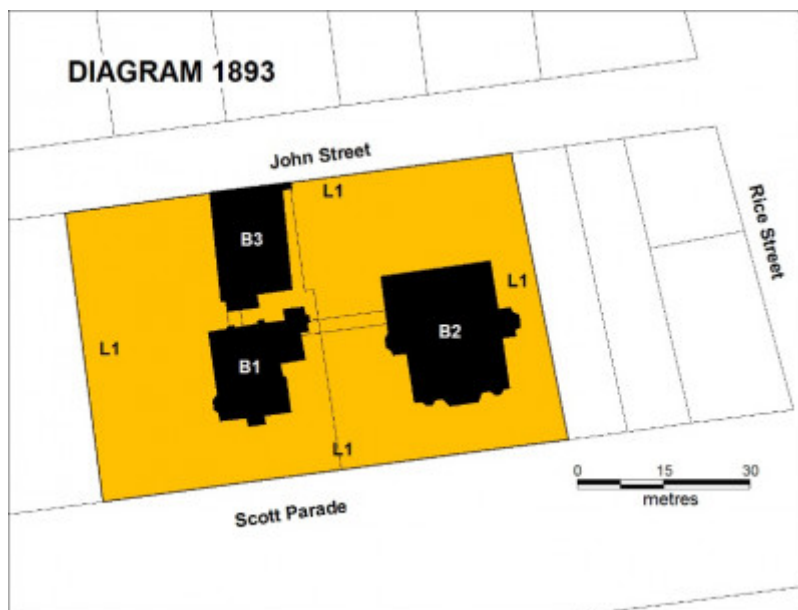 DIAGRAM 1893
John Street
L1
Rice Street
B3
L1
B2
L1
B1
L1
0 15 30
metres
Scott Parade